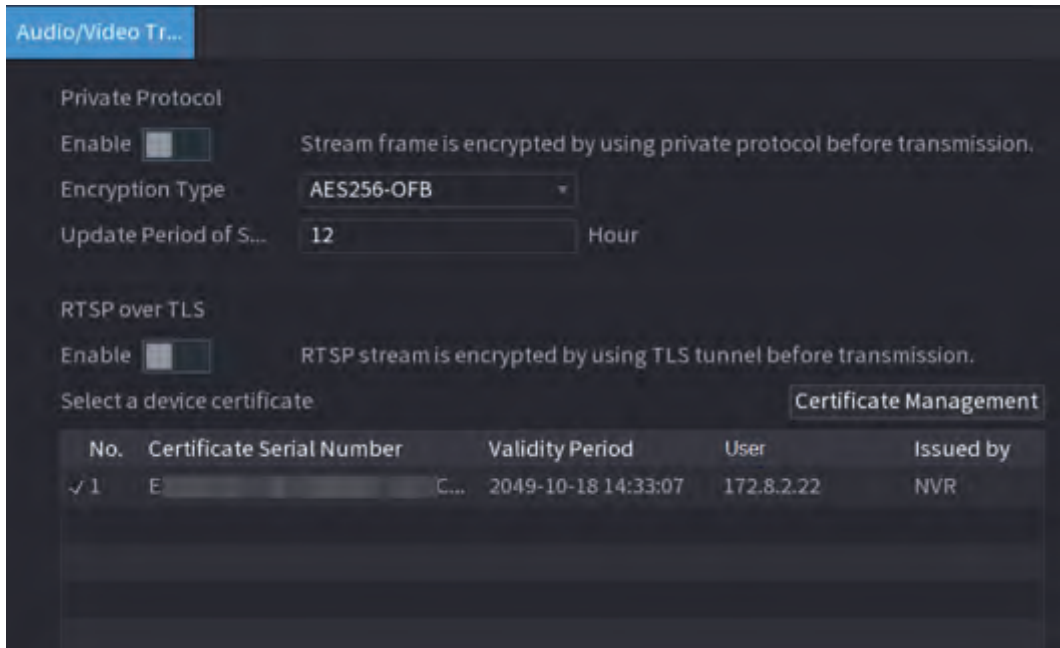 Audio/Video Tr...
Private Protocol
Enable Stream frame is encrypted by using private protocol before transmission.
Encryption Type AES256-OFB
Update Period of S... 12 Hour
RTSP over TLS
Enable RTSP stream is encrypted by using TLS tunnel before transmission.
Select a device certificate Certificate Management
No. Certificate Serial Number Validity Period User Issued by
✓ 1 E C... 2049-10-18 14:33:07 172.8.2.22 NVR